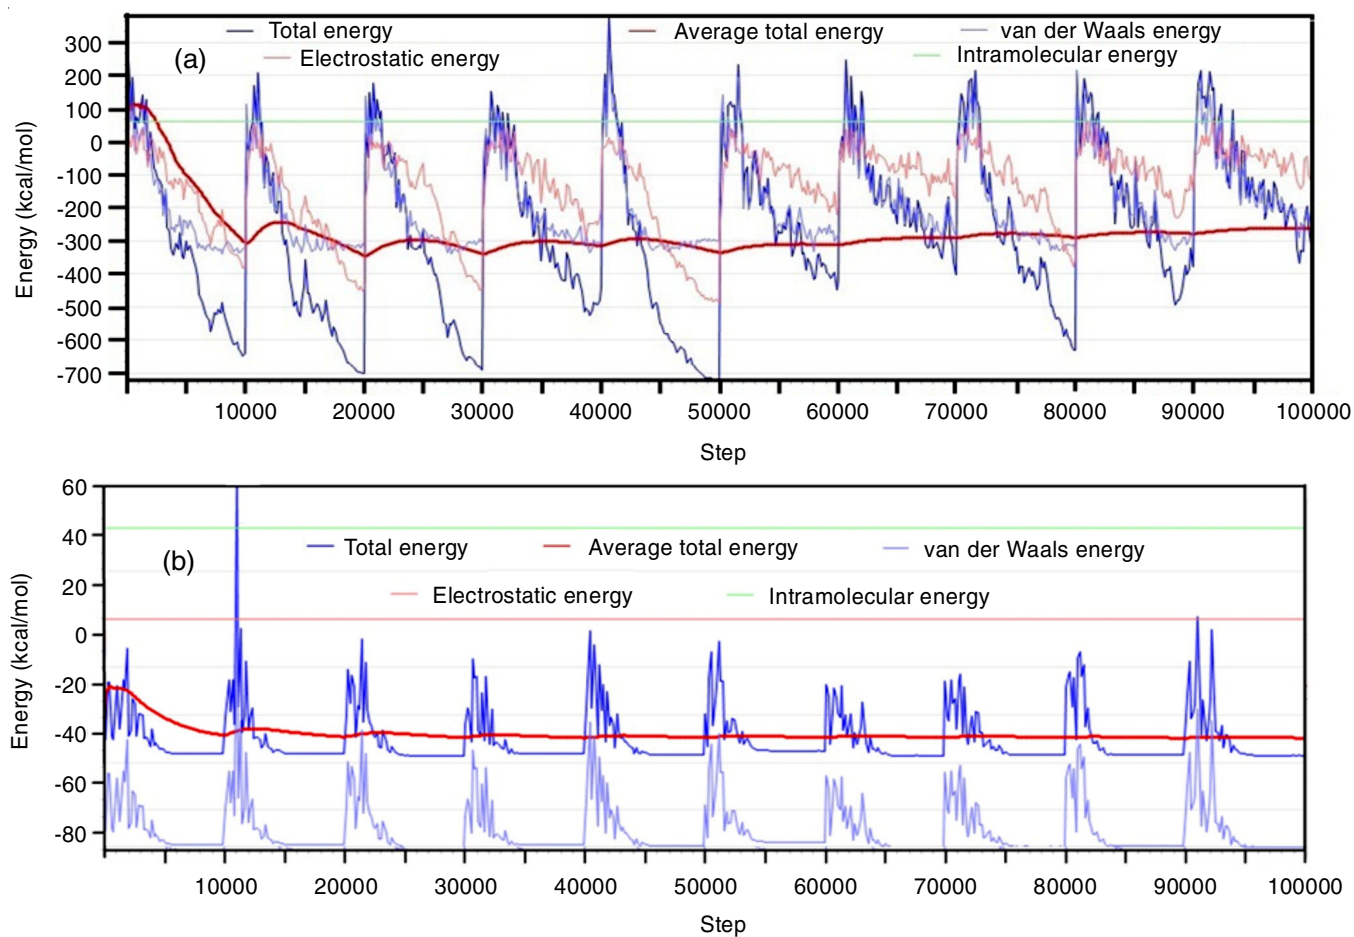 Total energy Average total energy van der Waals energy
(a) Electrostatic energy Intramolecular energy
Energy (kcal/mol)
300
200
100
0
-100
-200
-300
-400
-500
-600
-700
10000 20000 30000 40000 50000 60000 70000 80000 90000 100000
Step
(b) Total energy Average total energy van der Waals energy
Electrostatic energy Intramolecular energy
Energy (kcal/mol)
60
40
20
0
-20
-40
-60
-80
10000 20000 30000 40000 50000 60000 70000 80000 90000 100000
Step